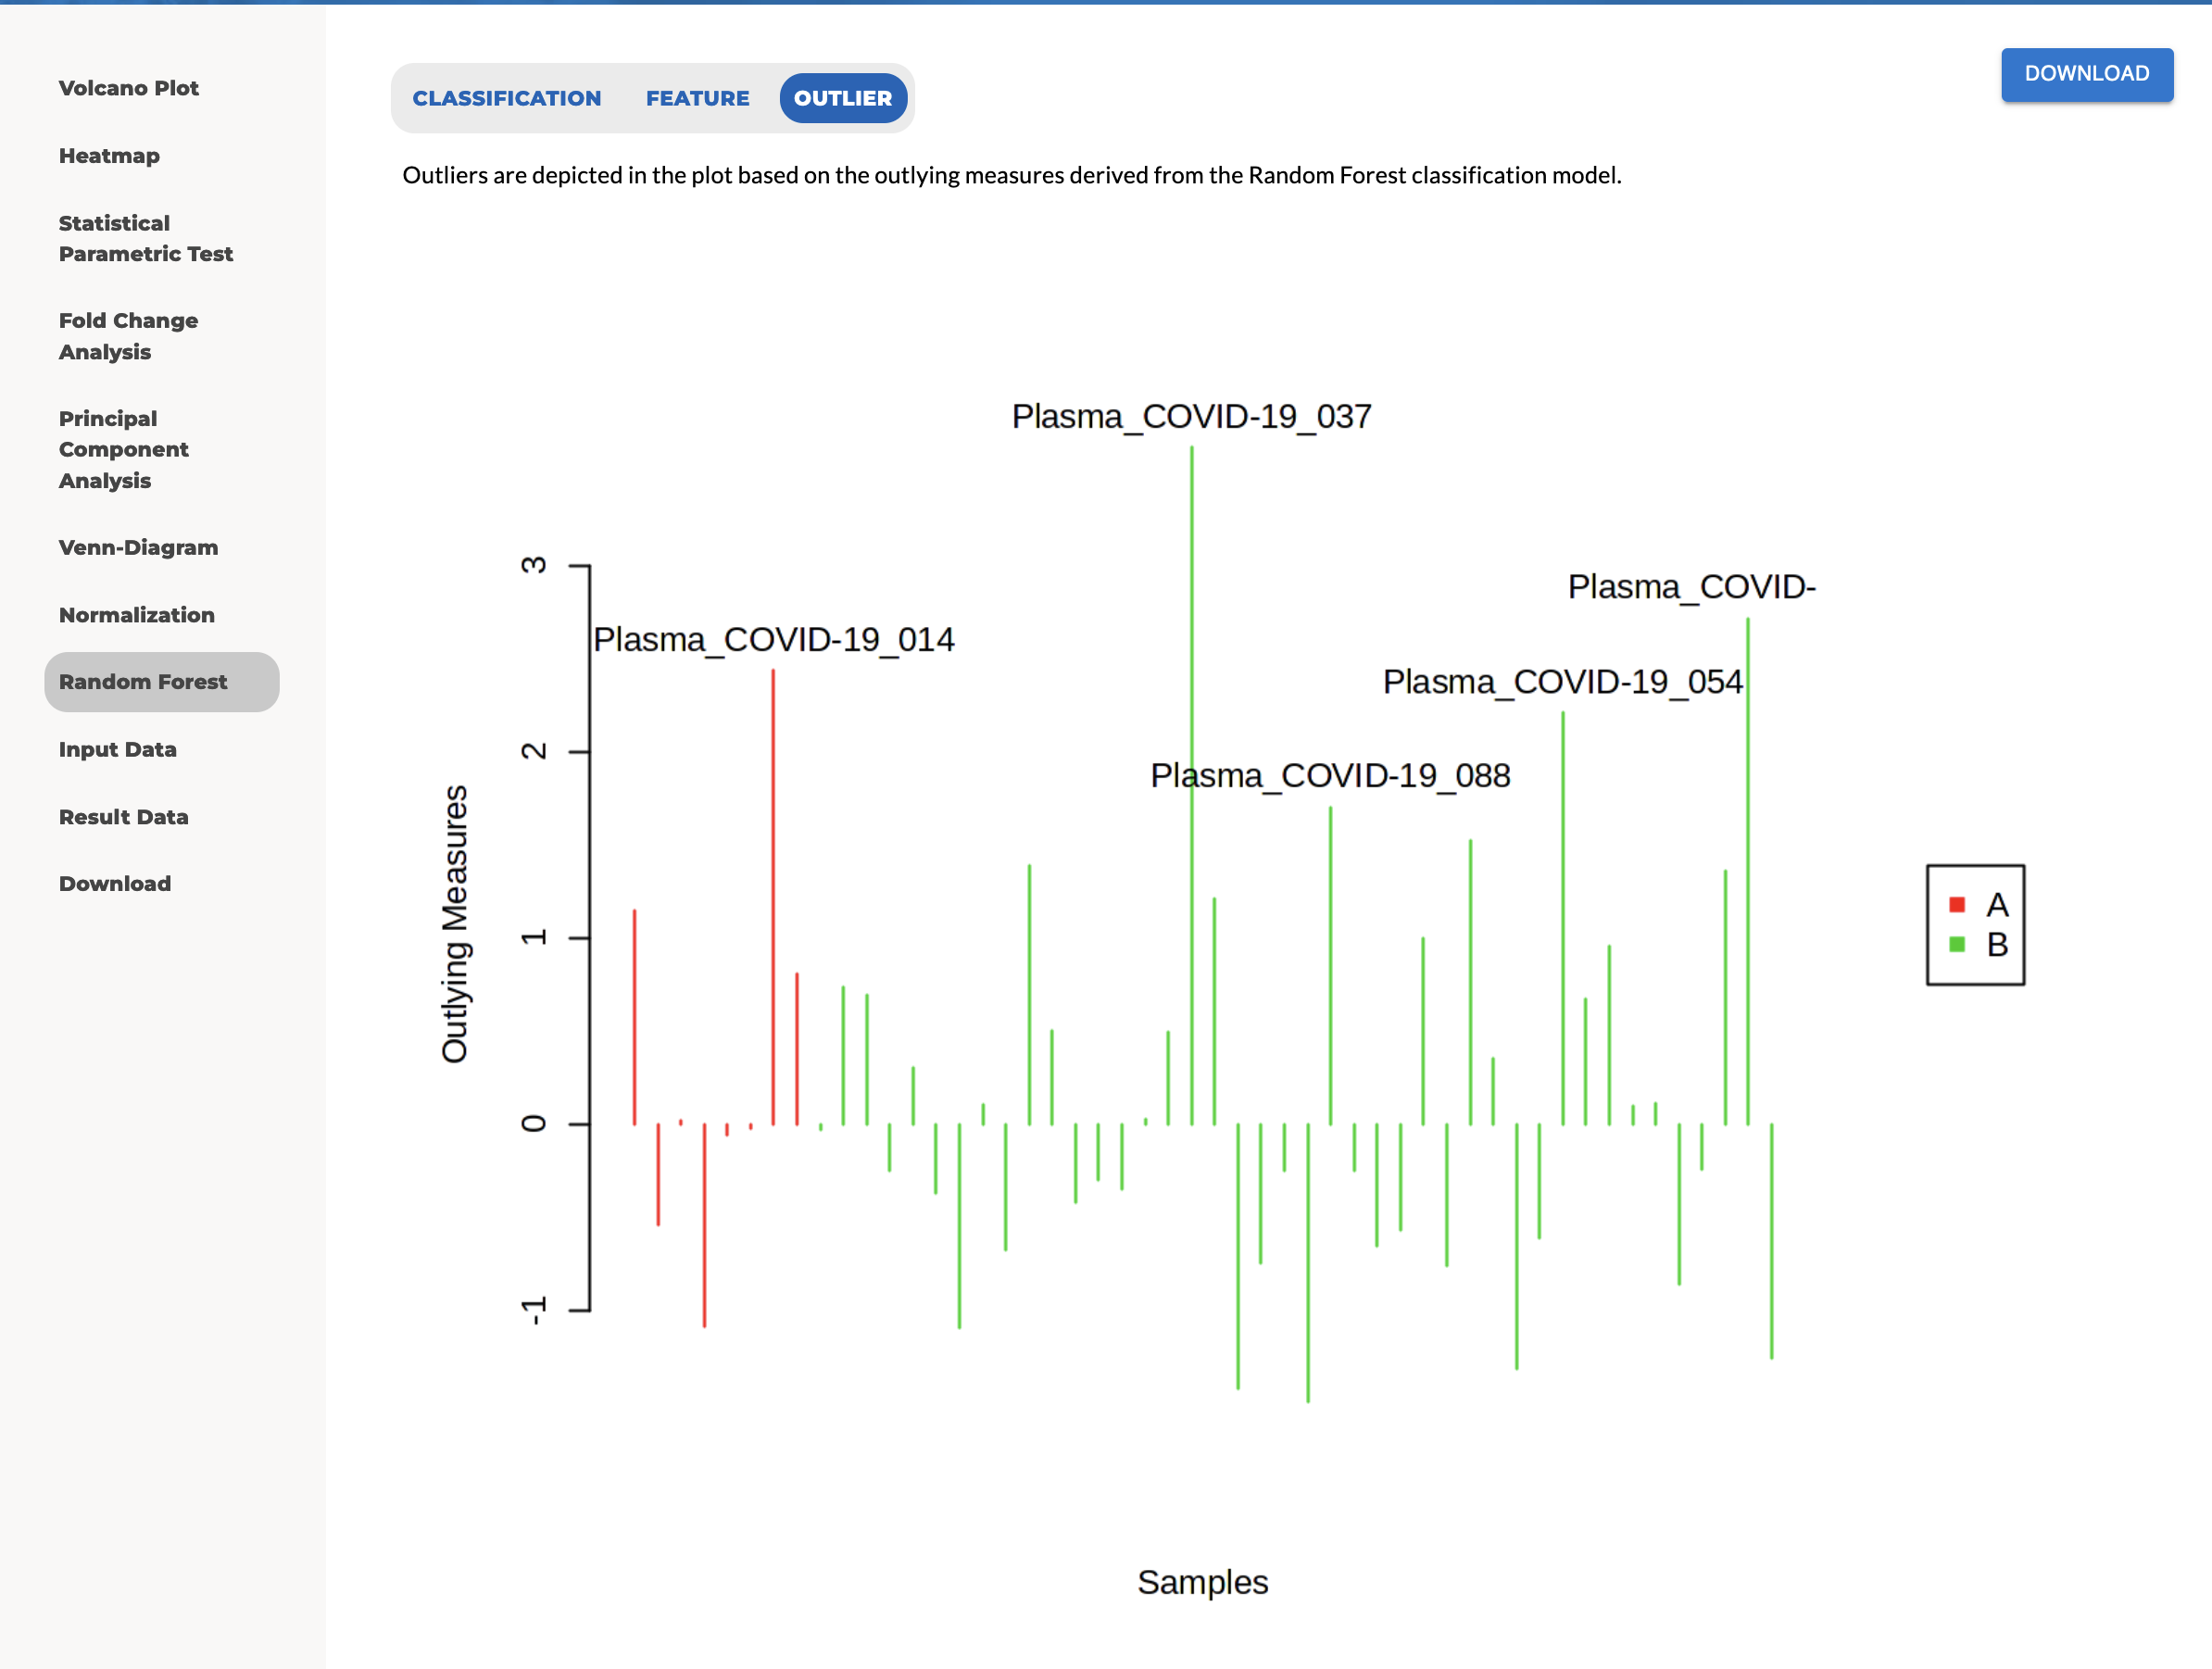 Volcano Plot
Heatmap
Statistical
Parametric Test
Fold Change
Analysis
Principal
Component
Analysis
Venn-Diagram
Normalization
Random Forest
Input Data
Result Data
Download
CLASSIFICATION
FEATURE
OUTLIER
DOWNLOAD
Outliers are depicted in the plot based on the outlying measures derived from the Random Forest classification model.
Plasma_COVID-19_037
Plasma_COVID-
Plasma_COVID-19_014
Plasma_COVID-19_054
Plasma_COVID-19_088
3
2
1
0
-1
Outlying Measures
A
B
Samples